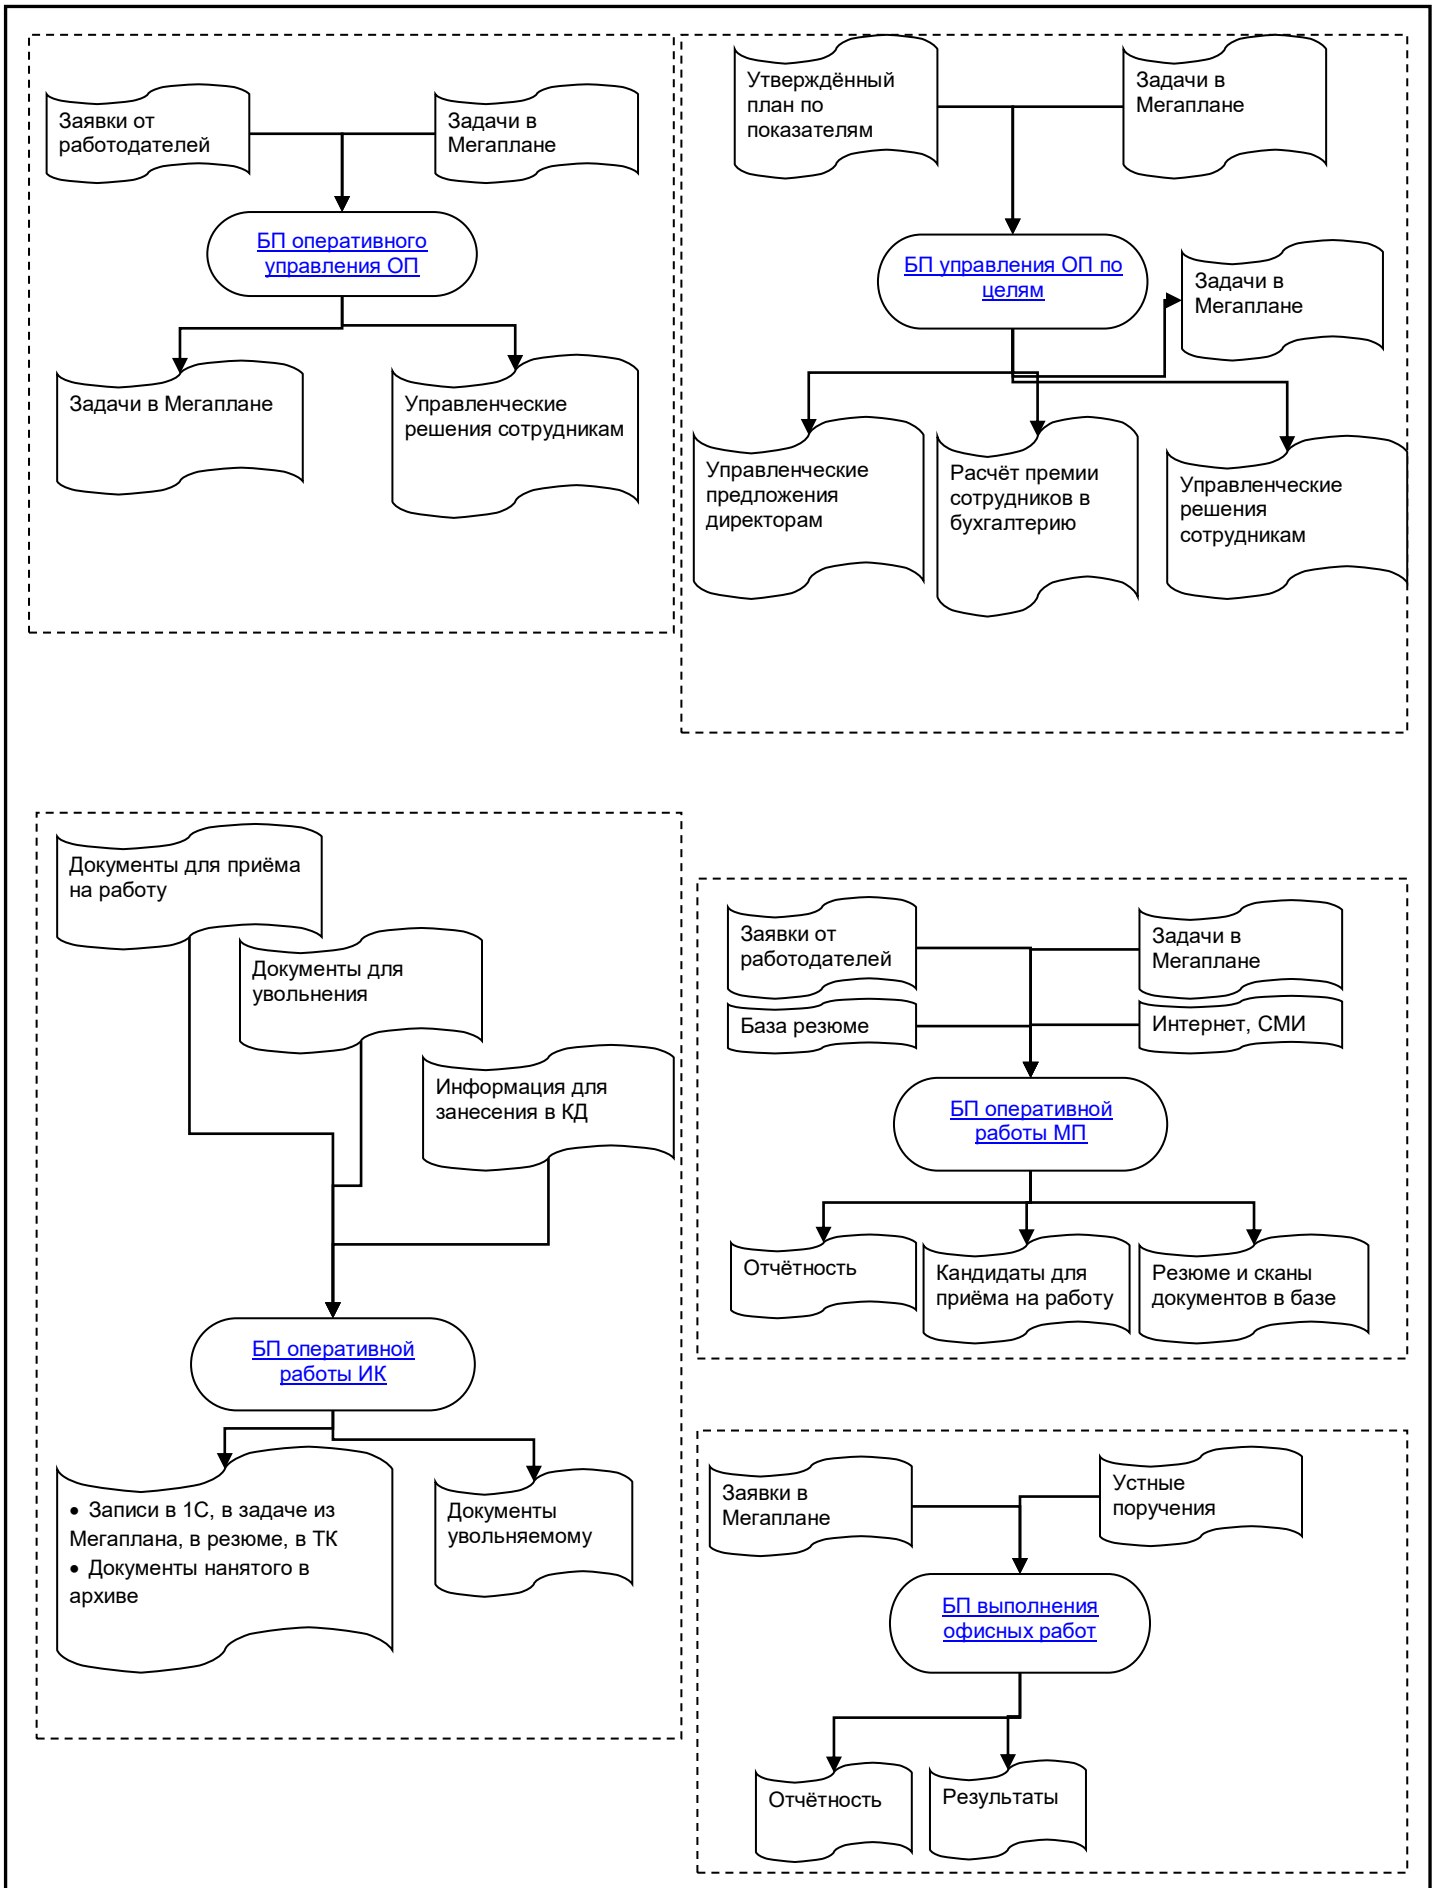 Заявки от
работодателей
Задачи в
Мегаплане
БП оперативного
управления ОП
Задачи в Мегаплане
Управленческие
решения сотрудникам
Утверждённый
план по
показателям
Задачи в
Мегаплане
БП управления ОП по
целям
Задачи в
Мегаплане
Управленческие
предложения
директорам
Расчёт премии
сотрудников в
бухгалтерию
Управленческие
решения
сотрудникам
Документы для приёма
на работу
Документы для
увольнения
Информация для
занесения в КД
БП оперативной
работы ИК
• Записи в 1С, в задаче из
Мегаплана, в резюме, в ТК
• Документы нанятого в
архиве
Документы
увольняемому
Заявки от
работодателей
Задачи в
Мегаплане
База резюме
Интернет, СМИ
БП оперативной
работы МП
Отчётность
Кандидаты для
приёма на работу
Резюме и сканы
документов в базе
Заявки в
Мегаплане
Устные
поручения
БП выполнения
офисных работ
Отчётность
Результаты